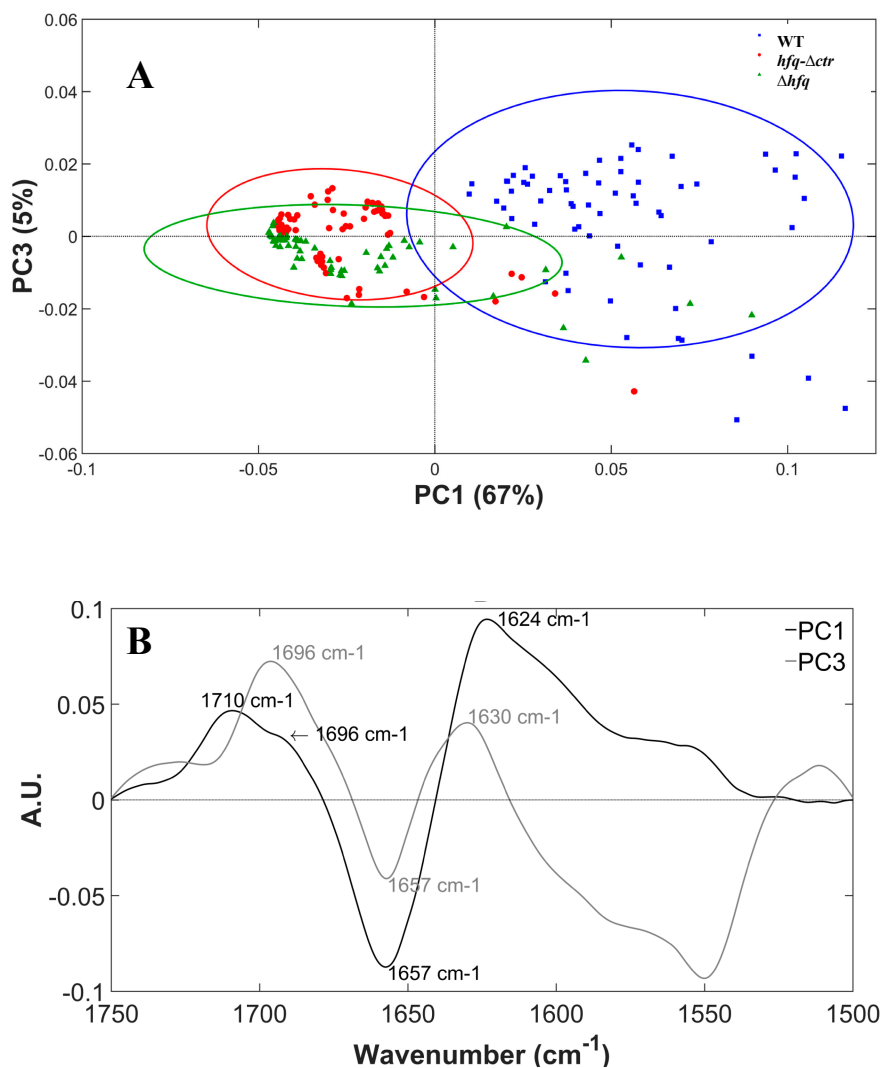 A
WT
hfq-Δctr
Δhfq
0.06
0.04
0.02
0
-0.02
-0.04
-0.06
PC3 (5%)
-0.1
-0.05
0
0.05
0.1
PC1 (67%)
B
0.1
0.05
0
-0.05
-0.1
A.U.
1624 cm-1
PC1
PC3
1696 cm-1
1710 cm-1
← 1696 cm-1
1630 cm-1
1657 cm-1
1657 cm-1
1750
1700
1650
1600
1550
1500
Wavenumber (cm⁻¹)